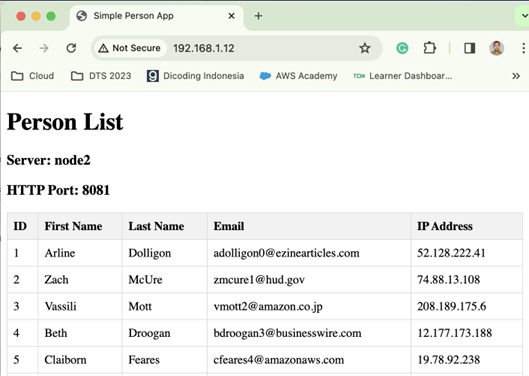 Simple Person App
Not Secure 192.168.1.12
Cloud DTS 2023 Dicoding Indonesia AWS Academy TDX Learner Dashboar...
Person List
Server: node2
HTTP Port: 8081
ID First Name Last Name Email IP Address
1 Arline Dolligon adolligon0@ezinearticles.com 52.128.222.41
2 Zach McUre zmcure1@hud.gov 74.88.13.108
3 Vassili Mott vmott2@amazon.co.jp 208.189.175.6
4 Beth Droogan bdroogan3@businesswire.com 12.177.173.188
5 Claiborn Feares cfeares4@amazonaws.com 19.78.92.238